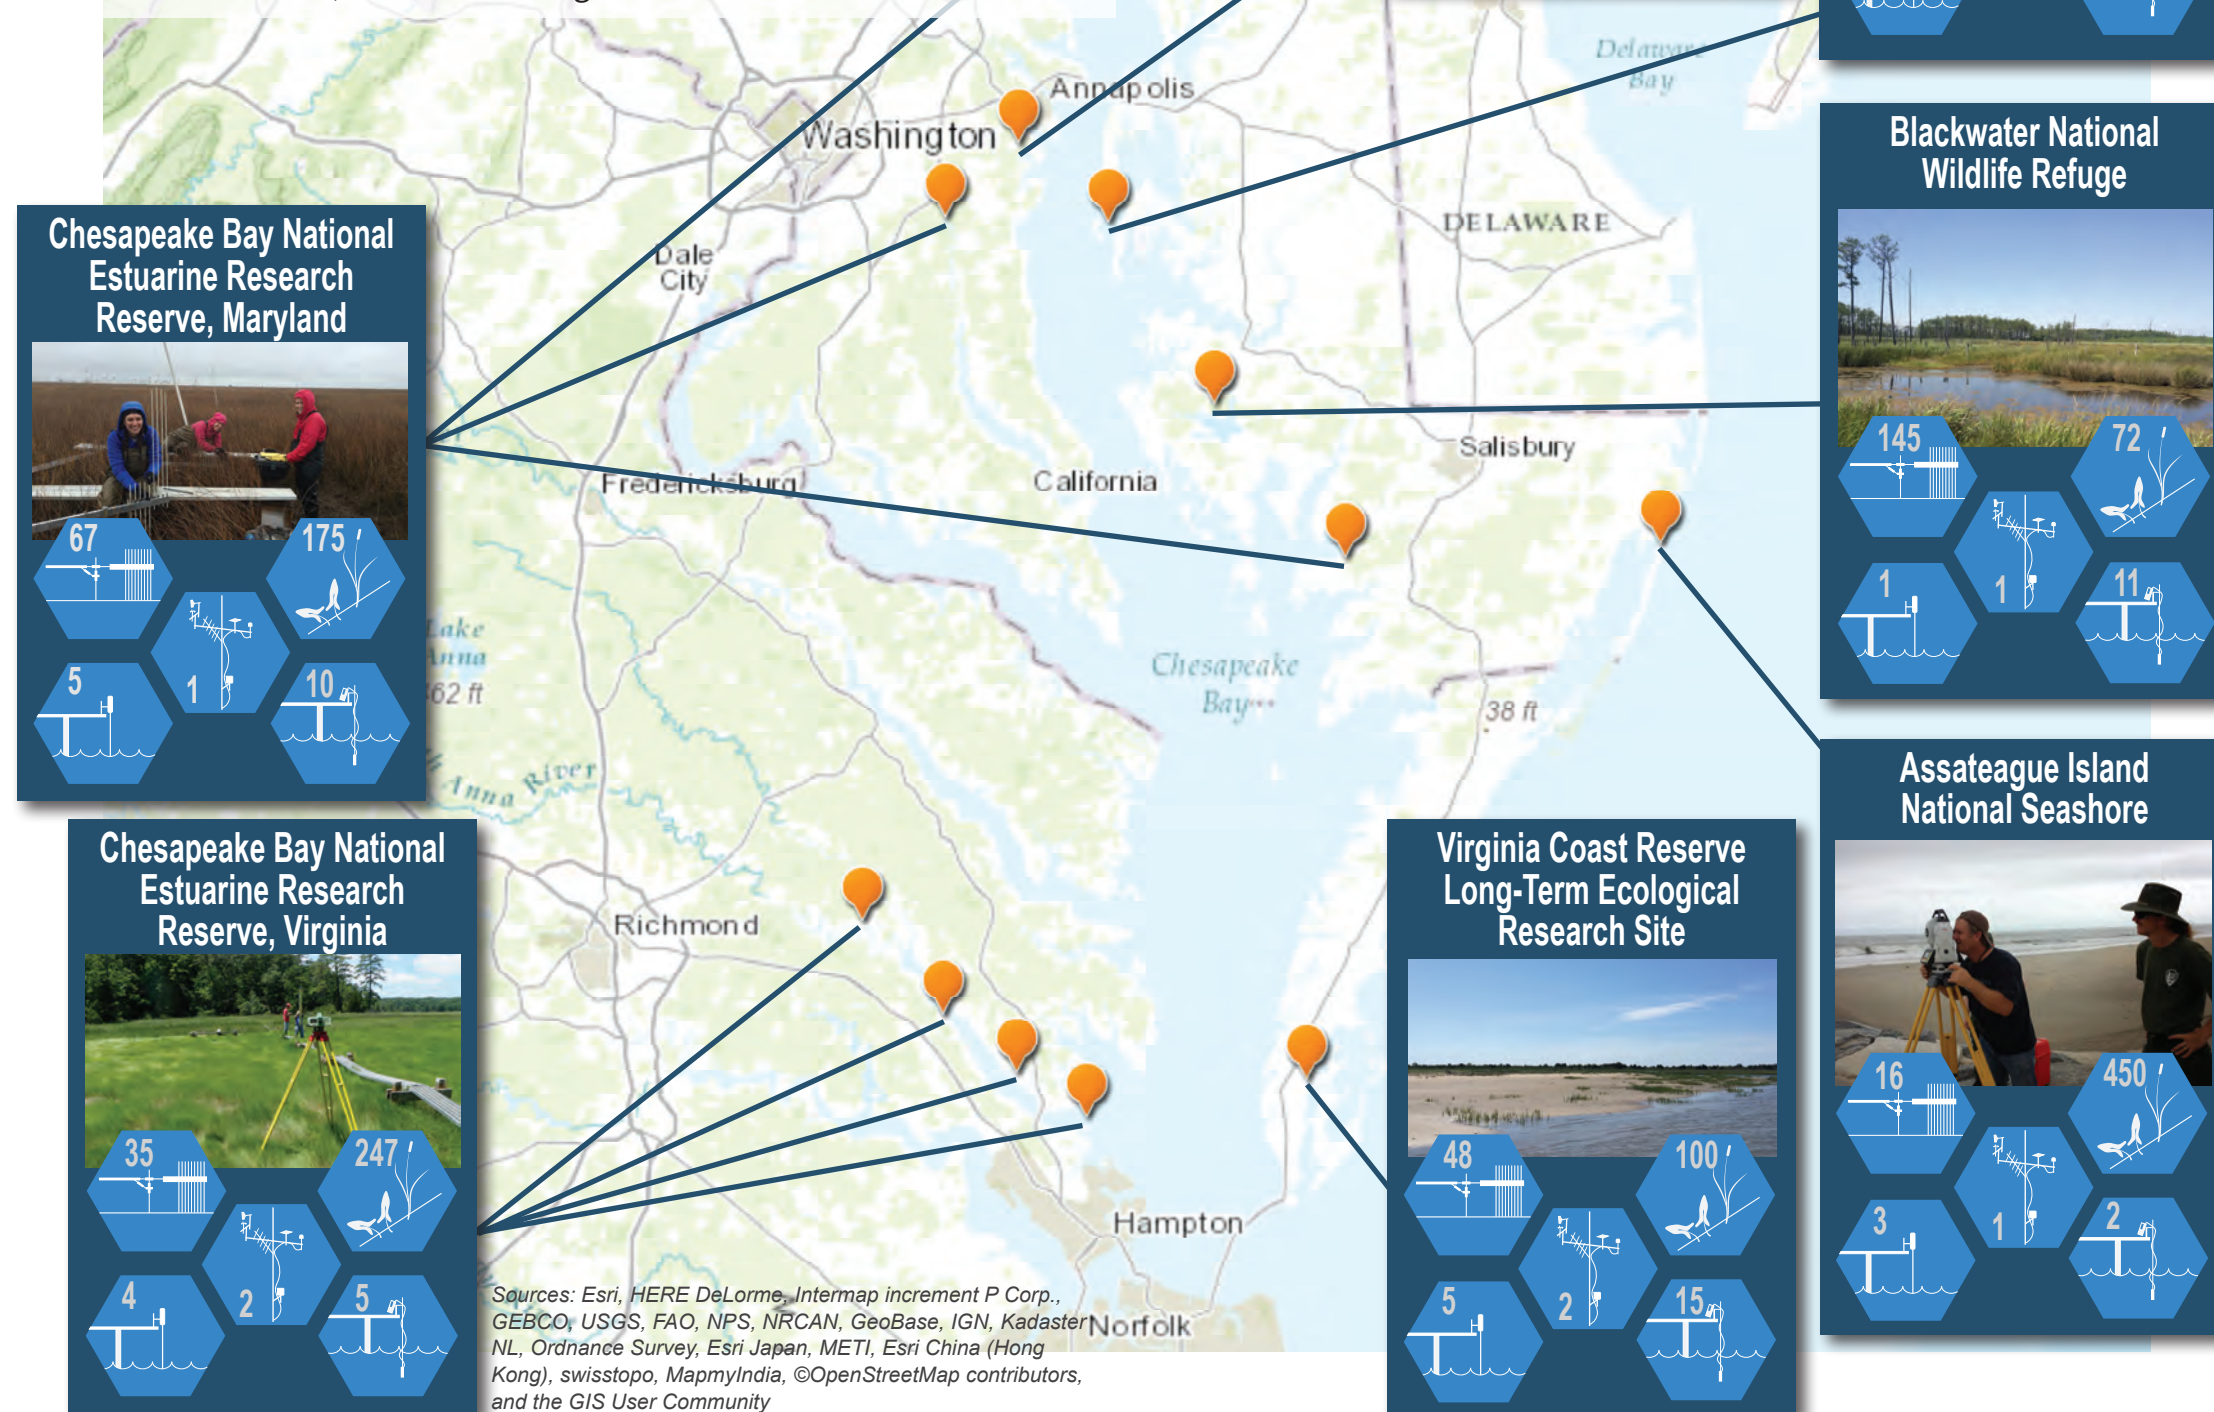 Annapolis
Washington
Delaware
Bay
Dale
City
DELAWARE
Fredericksburg
California
Salisbury
Lake
Anna
62 ft
Anna River
Chesapeake
Bay
38 ft
Richmond
Hampton
Norfolk
Chesapeake Bay National
Estuarine Research
Reserve, Maryland
67
175
1
5
10
Chesapeake Bay National
Estuarine Research
Reserve, Virginia
35
247
2
4
5
Blackwater National
Wildlife Refuge
145
72
1
1
11
Virginia Coast Reserve
Long-Term Ecological
Research Site
48
100
2
5
15
Assateague Island
National Seashore
16
450
1
3
2
Sources: Esri, HERE DeLorme, Intermap increment P Corp.,
GEBCO, USGS, FAO, NPS, NRCAN, GeoBase, IGN, Kadaster
NL, Ordnance Survey, Esri Japan, METI, Esri China (Hong
Kong), swisstopo, MapmyIndia, ©OpenStreetMap contributors,
and the GIS User Community